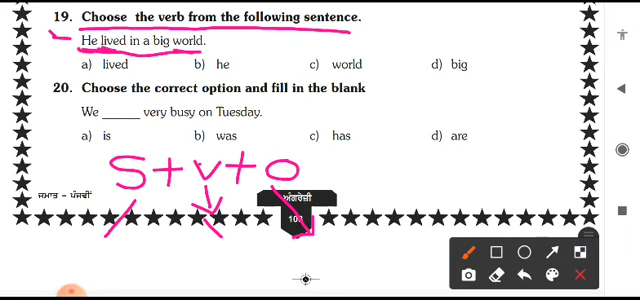 19. Choose the verb from the following sentence.
He lived in a big world.
a) lived b) he c) world d) big
20. Choose the correct option and fill in the blank
We ______ very busy on Tuesday.
a) is b) was c) has d) are
S + V + O
ਜਮਾਤ - ਪੰਜਵੀਂ
ਅੰਗਰੇਜ਼ੀ